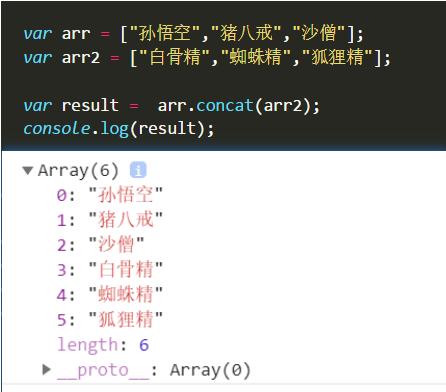 var arr = ["孙悟空","猪八戒","沙僧"];
var arr2 = ["白骨精","蜘蛛精","狐狸精"];
var result =  arr.concat(arr2);
console.log(result);
▼Array(6) i
0: "孙悟空"
1: "猪八戒"
2: "沙僧"
3: "白骨精"
4: "蜘蛛精"
5: "狐狸精"
length: 6
▶__proto__: Array(0)